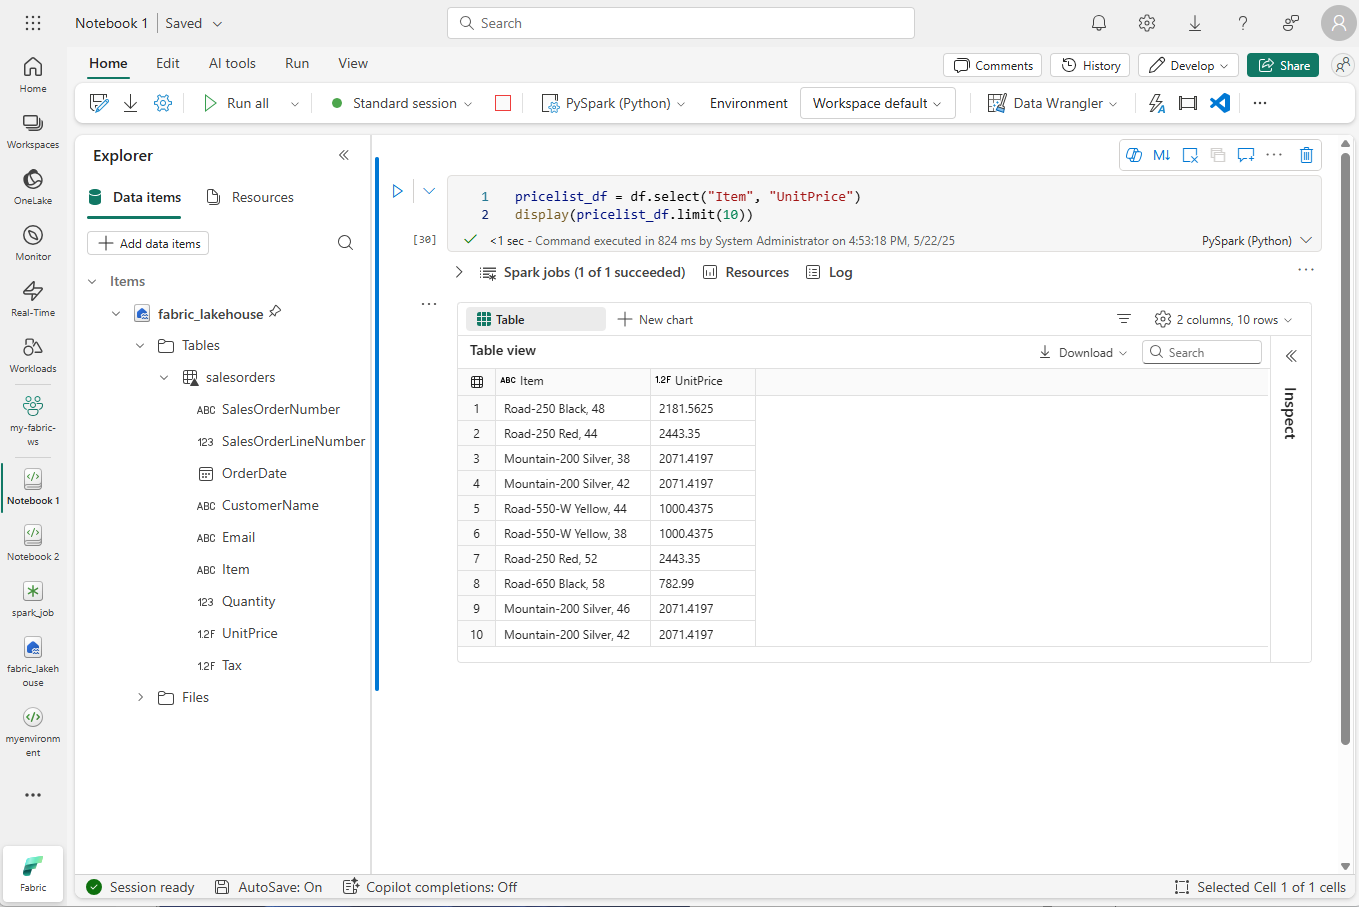 Notebook 1
Saved
Search
Home
Edit
AI tools
Run
View
Comments
History
Develop
Share
Run all
Standard session
PySpark (Python)
Environment
Workspace default
Data Wrangler
Home
Workspaces
OneLake
Monitor
Real-Time
Workloads
my-fabric-
ws
Notebook 1
Notebook 2
spark_job
fabric_lakeh
ouse
myenvironm
ent
Fabric
Explorer
Data items
Resources
Add data items
Items
fabric_lakehouse
Tables
salesorders
ABC SalesOrderNumber
123 SalesOrderLineNumber
OrderDate
ABC CustomerName
ABC Email
ABC Item
123 Quantity
1.2F UnitPrice
1.2F Tax
Files
M↓
1 pricelist_df = df.select("Item", "UnitPrice")
2 display(pricelist_df.limit(10))
[30]
<1 sec - Command executed in 824 ms by System Administrator on 4:53:18 PM, 5/22/25
PySpark (Python)
Spark jobs (1 of 1 succeeded)
Resources
Log
Table
New chart
2 columns, 10 rows
Table view
Download
Search
ABC Item 1.2F UnitPrice
1 Road-250 Black, 48 2181.5625
2 Road-250 Red, 44 2443.35
3 Mountain-200 Silver, 38 2071.4197
4 Mountain-200 Silver, 42 2071.4197
5 Road-550-W Yellow, 44 1000.4375
6 Road-550-W Yellow, 38 1000.4375
7 Road-250 Red, 52 2443.35
8 Road-650 Black, 58 782.99
9 Mountain-200 Silver, 46 2071.4197
10 Mountain-200 Silver, 42 2071.4197
Inspect
Session ready
AutoSave: On
Copilot completions: Off
Selected Cell 1 of 1 cells